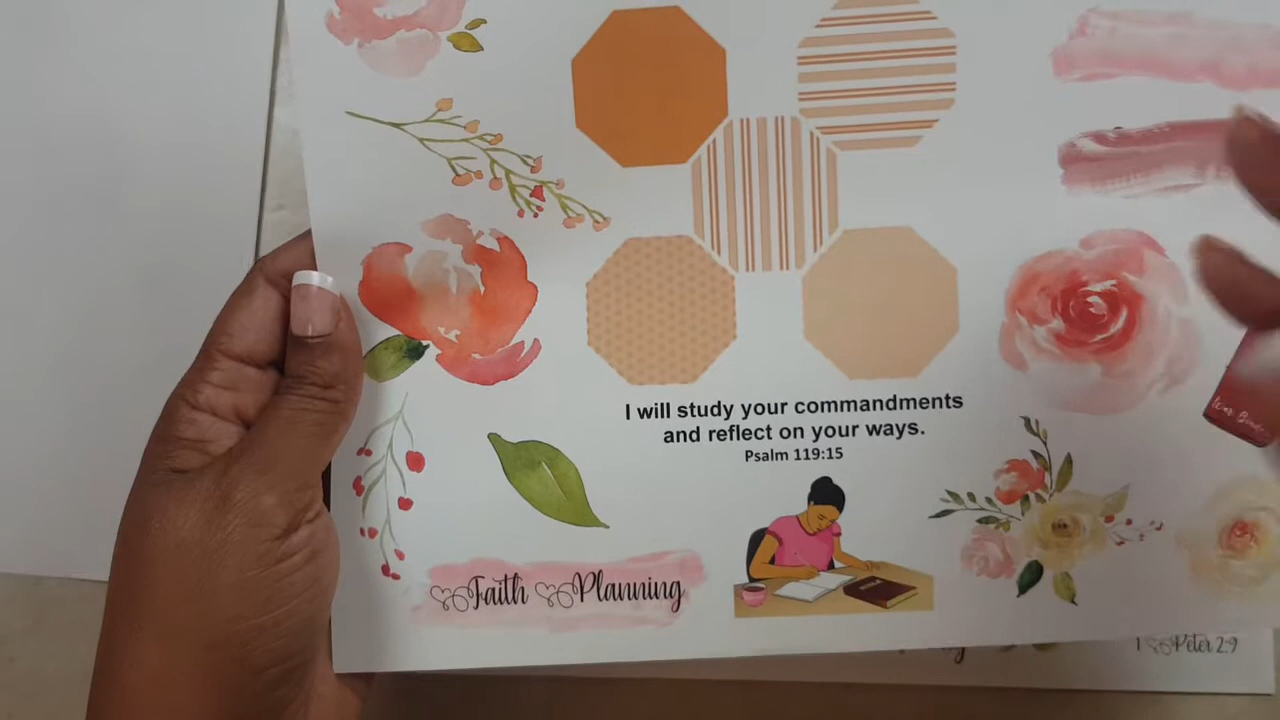 I will study your commandments
and reflect on your ways.
Psalm 119:15
Faith Planning
1 Peter 2:9